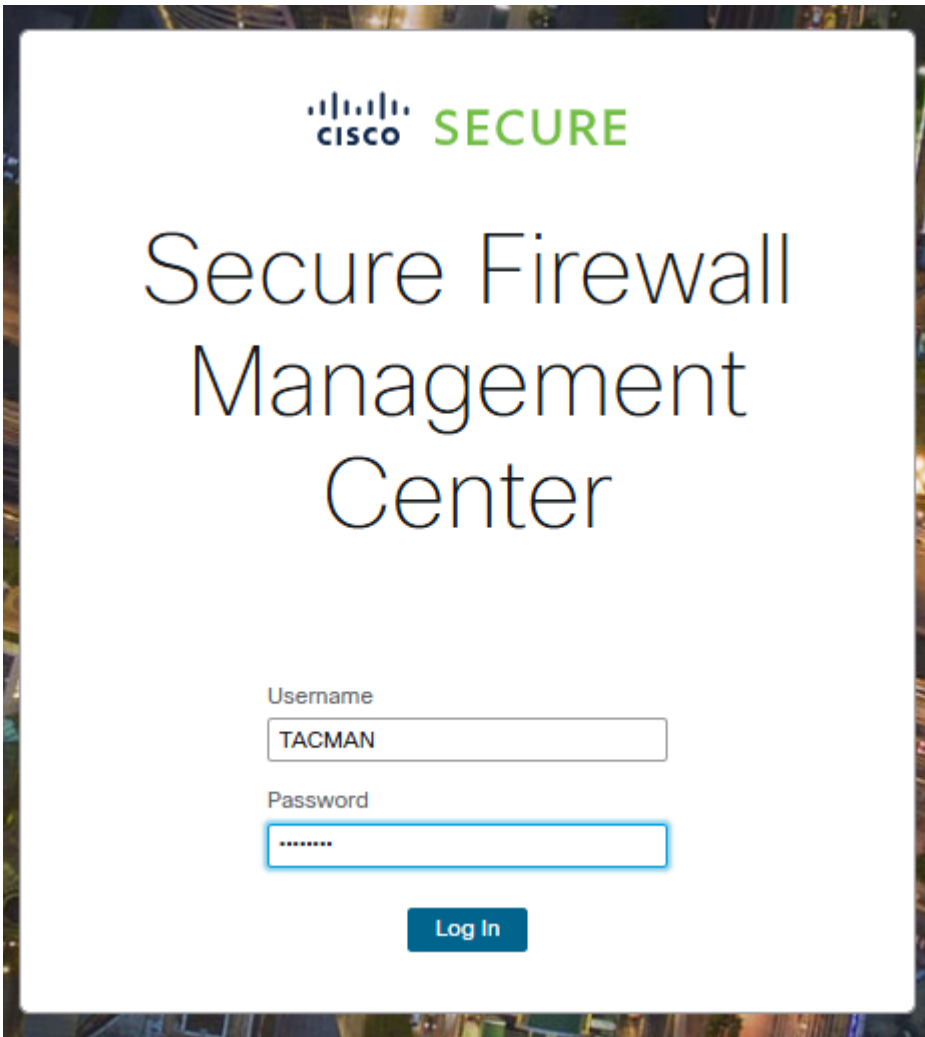 CISCO SECURE
Secure Firewall
Management
Center
Username
TACMAN
Password
········
Log In